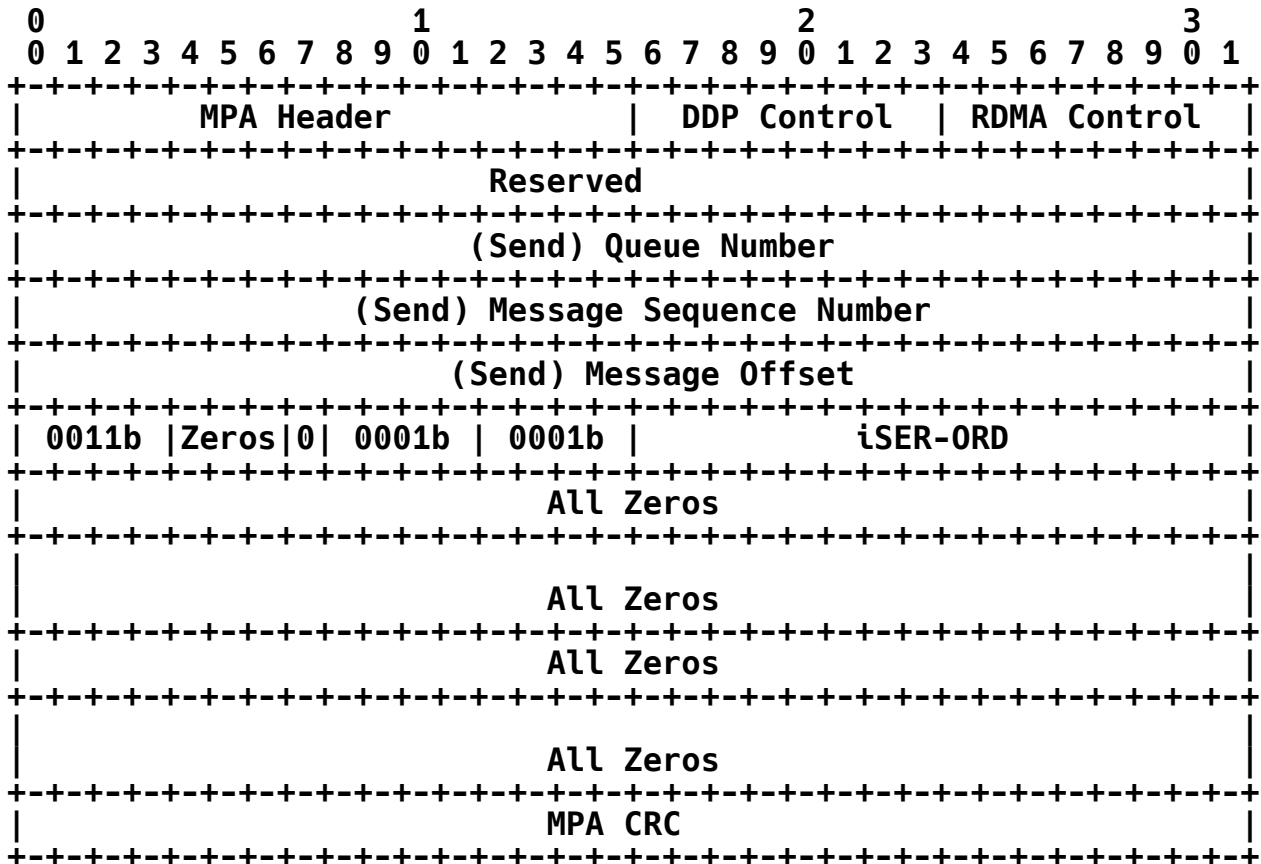 0                   1                   2                   3
0 1 2 3 4 5 6 7 8 9 0 1 2 3 4 5 6 7 8 9 0 1 2 3 4 5 6 7 8 9 0 1
+-+-+-+-+-+-+-+-+-+-+-+-+-+-+-+-+-+-+-+-+-+-+-+-+-+-+-+-+-+-+-+-+
|         MPA Header            |  DDP Control  | RDMA Control  |
+-+-+-+-+-+-+-+-+-+-+-+-+-+-+-+-+-+-+-+-+-+-+-+-+-+-+-+-+-+-+-+-+
|                        Reserved                               |
+-+-+-+-+-+-+-+-+-+-+-+-+-+-+-+-+-+-+-+-+-+-+-+-+-+-+-+-+-+-+-+-+
|                       (Send) Queue Number                     |
+-+-+-+-+-+-+-+-+-+-+-+-+-+-+-+-+-+-+-+-+-+-+-+-+-+-+-+-+-+-+-+-+
|                 (Send) Message Sequence Number                |
+-+-+-+-+-+-+-+-+-+-+-+-+-+-+-+-+-+-+-+-+-+-+-+-+-+-+-+-+-+-+-+-+
|                      (Send) Message Offset                    |
+-+-+-+-+-+-+-+-+-+-+-+-+-+-+-+-+-+-+-+-+-+-+-+-+-+-+-+-+-+-+-+-+
| 0011b |Zeros|0| 0001b | 0001b |           iSER-ORD            |
+-+-+-+-+-+-+-+-+-+-+-+-+-+-+-+-+-+-+-+-+-+-+-+-+-+-+-+-+-+-+-+-+
|                           All Zeros                           |
+-+-+-+-+-+-+-+-+-+-+-+-+-+-+-+-+-+-+-+-+-+-+-+-+-+-+-+-+-+-+-+-+
|                                                               |
|                           All Zeros                           |
+-+-+-+-+-+-+-+-+-+-+-+-+-+-+-+-+-+-+-+-+-+-+-+-+-+-+-+-+-+-+-+-+
|                           All Zeros                           |
+-+-+-+-+-+-+-+-+-+-+-+-+-+-+-+-+-+-+-+-+-+-+-+-+-+-+-+-+-+-+-+-+
|                                                               |
|                           All Zeros                           |
+-+-+-+-+-+-+-+-+-+-+-+-+-+-+-+-+-+-+-+-+-+-+-+-+-+-+-+-+-+-+-+-+
|                           MPA CRC                             |
+-+-+-+-+-+-+-+-+-+-+-+-+-+-+-+-+-+-+-+-+-+-+-+-+-+-+-+-+-+-+-+-+